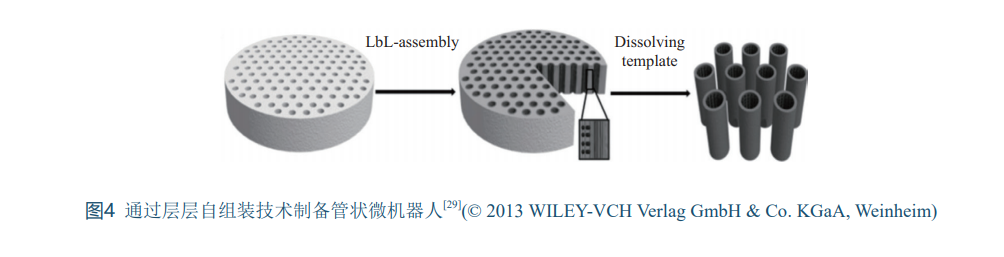 LbL-assembly
Dissolving
template
图4 通过层层自组装技术制备管状微机器人[29](© 2013 WILEY-VCH Verlag GmbH & Co. KGaA, Weinheim)